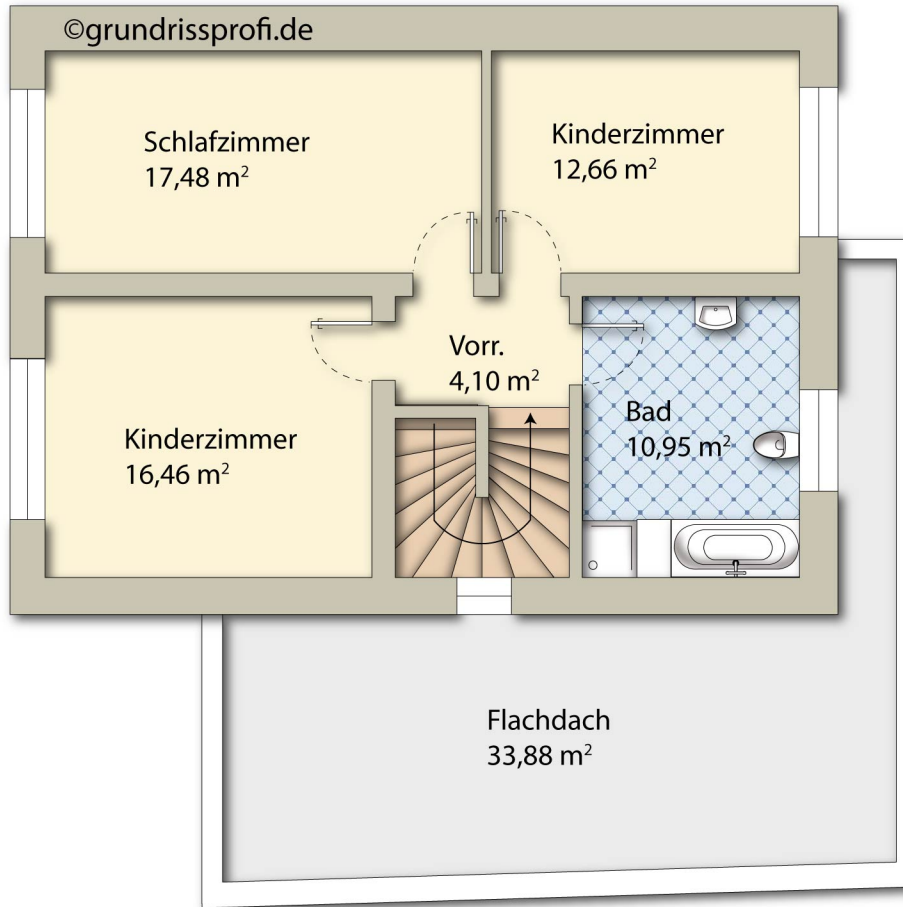 ©grundrissprofi.de
Schlafzimmer
17,48 m²
Kinderzimmer
12,66 m²
Vorr.
4,10 m²
Kinderzimmer
16,46 m²
Bad
10,95 m²
Flachdach
33,88 m²